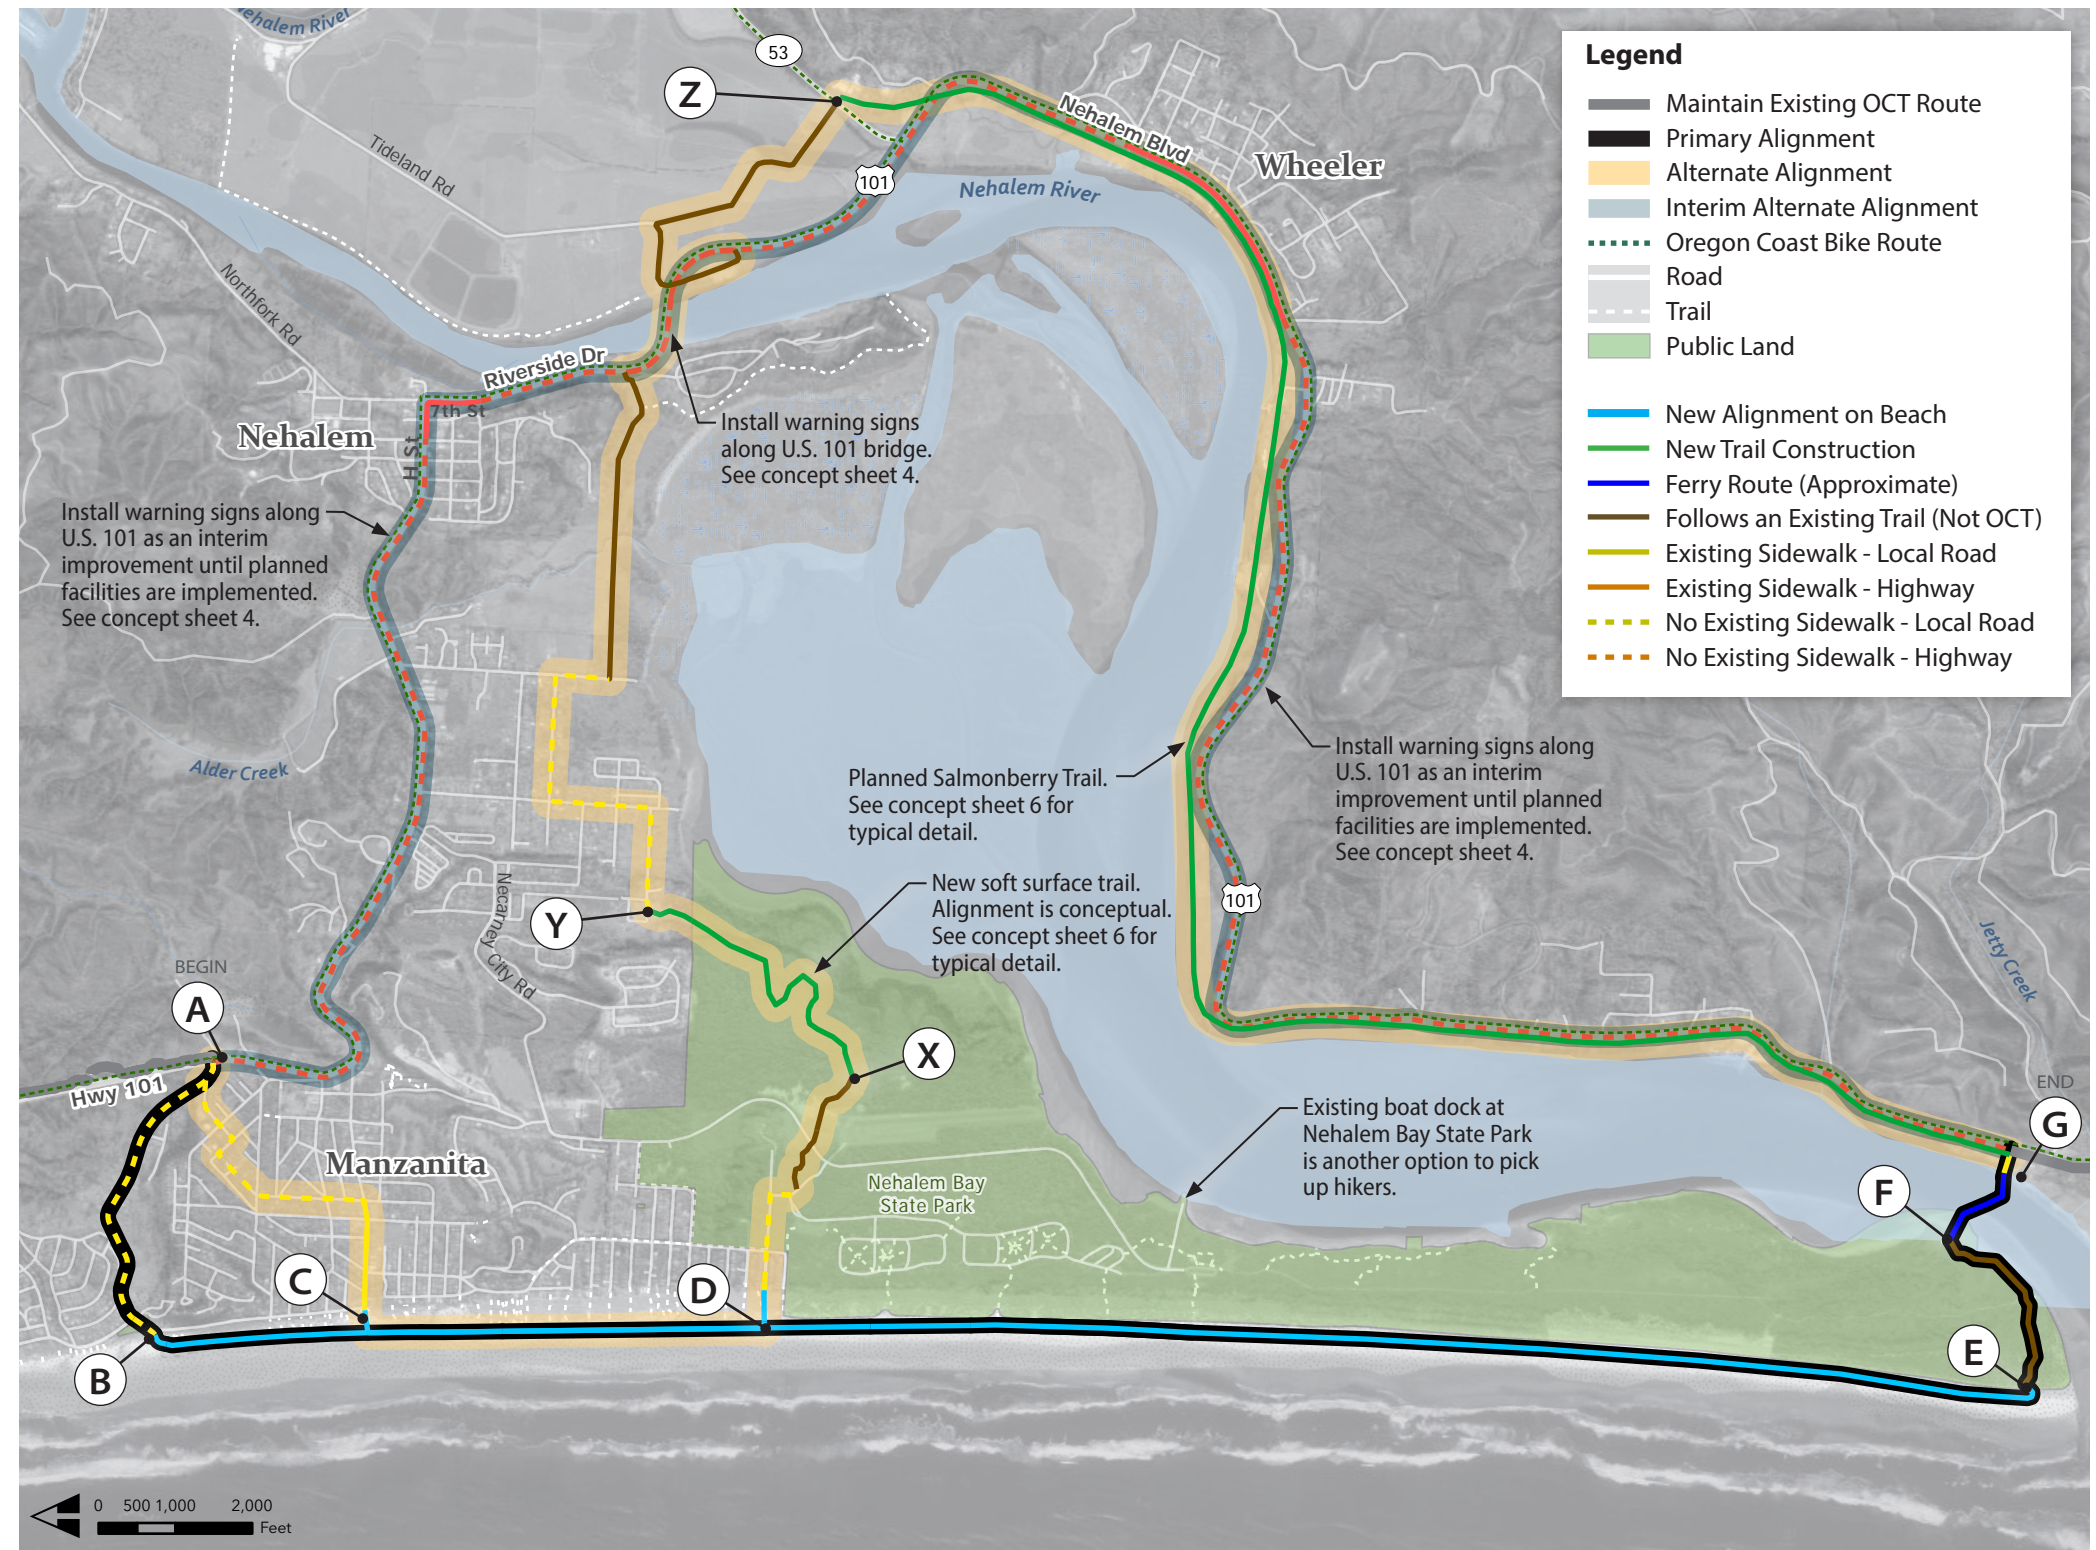 Nehalem River
53
Z
Tideland Rd
Nehalem Blvd
Wheeler
101
Nehalem River
Northfork Rd
Riverside Dr
7th St
H St
Nehalem
Install warning signs
along U.S. 101 bridge.
See concept sheet 4.
Install warning signs along
U.S. 101 as an interim
improvement until planned
facilities are implemented.
See concept sheet 4.
Legend
Maintain Existing OCT Route
Primary Alignment
Alternate Alignment
Interim Alternate Alignment
Oregon Coast Bike Route
Road
Trail
Public Land
New Alignment on Beach
New Trail Construction
Ferry Route (Approximate)
Follows an Existing Trail (Not OCT)
Existing Sidewalk - Local Road
Existing Sidewalk - Highway
No Existing Sidewalk - Local Road
No Existing Sidewalk - Highway
Alder Creek
Planned Salmonberry Trail.
See concept sheet 6 for
typical detail.
Install warning signs along
U.S. 101 as an interim
improvement until planned
facilities are implemented.
See concept sheet 4.
New soft surface trail.
Alignment is conceptual.
See concept sheet 6 for
typical detail.
101
Necarney City Rd
Y
Jetty Creek
BEGIN
A
X
Hwy 101
END
G
Existing boat dock at
Nehalem Bay State Park
is another option to pick
up hikers.
Manzanita
Nehalem Bay
State Park
F
C
D
E
B
0 500 1,000 2,000
Feet